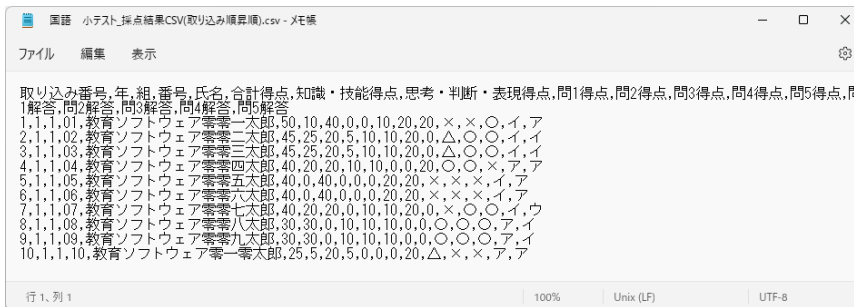 国語　小テスト_採点結果CSV(取り込み順昇順).csv - メモ帳
ファイル　編集　表示
取り込み番号,年,組,番号,氏名,合計得点,知識・技能得点,思考・判断・表現得点,問1得点,問2得点,問3得点,問4得点,問5得点,問
1解答,問2解答,問3解答,問4解答,問5解答
1,1,1,01,教育ソフトウェア零零一太郎,50,10,40,0,0,10,20,20,×,×,〇,イ,ア
2,1,1,02,教育ソフトウェア零零二太郎,45,25,20,5,10,10,20,0,△,〇,〇,イ,イ
3,1,1,03,教育ソフトウェア零零三太郎,45,25,20,5,10,10,20,0,△,〇,〇,イ,イ
4,1,1,04,教育ソフトウェア零零四太郎,40,20,20,10,10,0,0,20,〇,〇,×,ア,ア
5,1,1,05,教育ソフトウェア零零五太郎,40,0,40,0,0,0,20,20,×,×,×,イ,ア
6,1,1,06,教育ソフトウェア零零六太郎,40,0,40,0,0,0,20,20,×,×,×,イ,ア
7,1,1,07,教育ソフトウェア零零七太郎,40,20,20,0,10,10,20,0,×,〇,〇,イ,ウ
8,1,1,08,教育ソフトウェア零零八太郎,30,30,0,10,10,10,0,0,〇,〇,〇,ア,イ
9,1,1,09,教育ソフトウェア零零九太郎,30,30,0,10,10,10,0,0,〇,〇,〇,ア,イ
10,1,1,10,教育ソフトウェア零一零太郎,25,5,20,5,0,0,0,20,△,×,×,ア,ア
行 1、列 1　100%　Unix (LF)　UTF-8